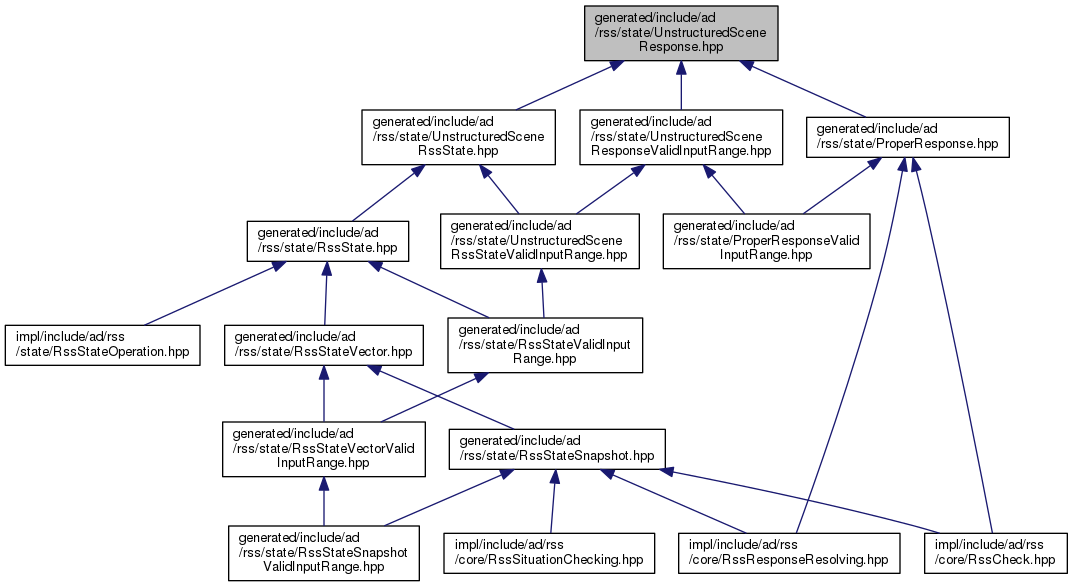 generated/include/ad
/rss/state/UnstructuredScene
Response.hpp
generated/include/ad
/rss/state/UnstructuredScene
RssState.hpp
generated/include/ad
/rss/state/UnstructuredScene
ResponseValidInputRange.hpp
generated/include/ad
/rss/state/ProperResponse.hpp
generated/include/ad
/rss/state/RssState.hpp
generated/include/ad
/rss/state/UnstructuredScene
RssStateValidInputRange.hpp
generated/include/ad
/rss/state/ProperResponseValid
InputRange.hpp
impl/include/ad/rss
/state/RssStateOperation.hpp
generated/include/ad
/rss/state/RssStateVector.hpp
generated/include/ad
/rss/state/RssStateValidInput
Range.hpp
generated/include/ad
/rss/state/RssStateVectorValid
InputRange.hpp
generated/include/ad
/rss/state/RssStateSnapshot.hpp
generated/include/ad
/rss/state/RssStateSnapshot
ValidInputRange.hpp
impl/include/ad/rss
/core/RssSituationChecking.hpp
impl/include/ad/rss
/core/RssResponseResolving.hpp
impl/include/ad/rss
/core/RssCheck.hpp